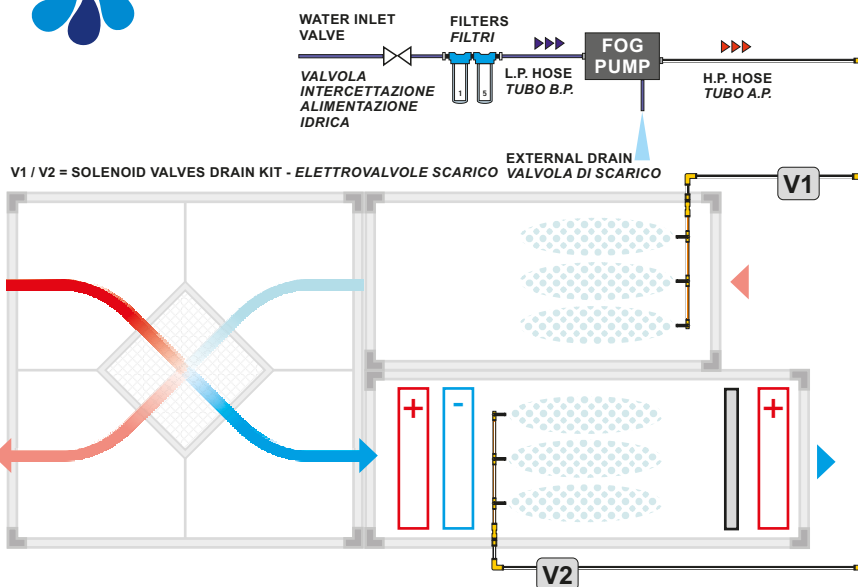 WATER INLET
VALVE
VALVOLA
INTERCETTAZIONE
ALIMENTAZIONE
IDRICA
FILTERS
FILTRI
1 5
L.P. HOSE
TUBO B.P.
FOG
PUMP
H.P. HOSE
TUBO A.P.
EXTERNAL DRAIN
VALVOLA DI SCARICO
V1 / V2 = SOLENOID VALVES DRAIN KIT - ELETTROVALVOLE SCARICO
V1
+ - +
V2